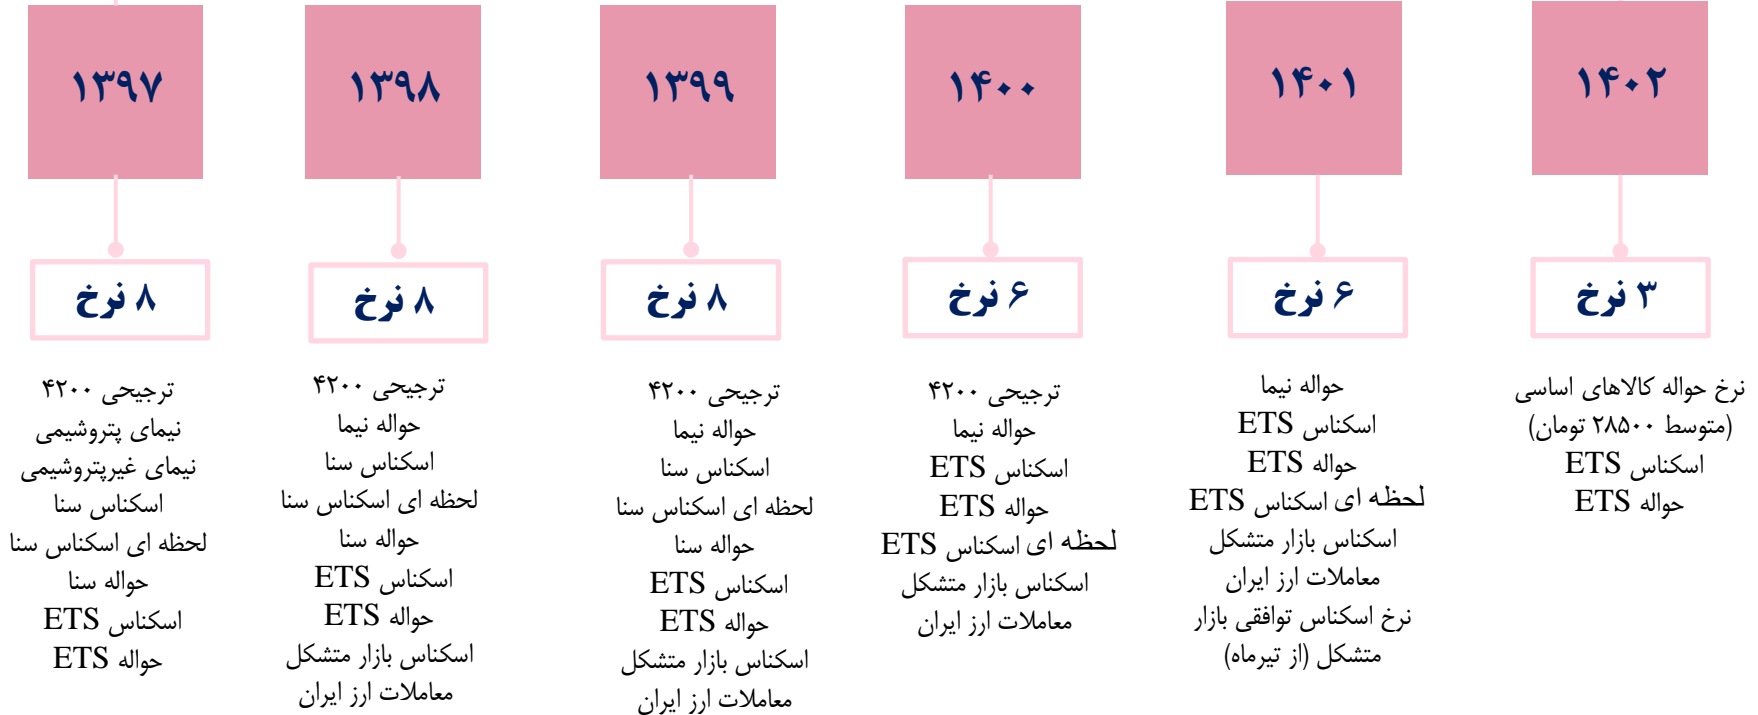 ۱۳۹۷
۸ نرخ
ترجیحی ۴۲۰۰
نیمای پتروشیمی
نیمای غیرپتروشیمی
اسکناس سنا
لحظه ای اسکناس سنا
حواله سنا
اسکناس ETS
حواله ETS
۱۳۹۸
۸ نرخ
ترجیحی ۴۲۰۰
حواله نیما
اسکناس سنا
لحظه ای اسکناس سنا
حواله سنا
اسکناس ETS
حواله ETS
اسکناس بازار متشکل
معاملات ارز ایران
۱۳۹۹
۸ نرخ
ترجیحی ۴۲۰۰
حواله نیما
اسکناس سنا
لحظه ای اسکناس سنا
حواله سنا
اسکناس ETS
حواله ETS
اسکناس بازار متشکل
معاملات ارز ایران
۱۴۰۰
۶ نرخ
ترجیحی ۴۲۰۰
حواله نیما
اسکناس ETS
حواله ETS
لحظه ای اسکناس ETS
اسکناس بازار متشکل
معاملات ارز ایران
۱۴۰۱
۶ نرخ
حواله نیما
اسکناس ETS
حواله ETS
لحظه ای اسکناس ETS
اسکناس بازار متشکل
معاملات ارز ایران
نرخ اسکناس توافقی بازار
متشکل (از تیرماه)
۱۴۰۲
۳ نرخ
نرخ حواله کالاهای اساسی
(متوسط ۲۸۵۰۰ تومان)
اسکناس ETS
حواله ETS